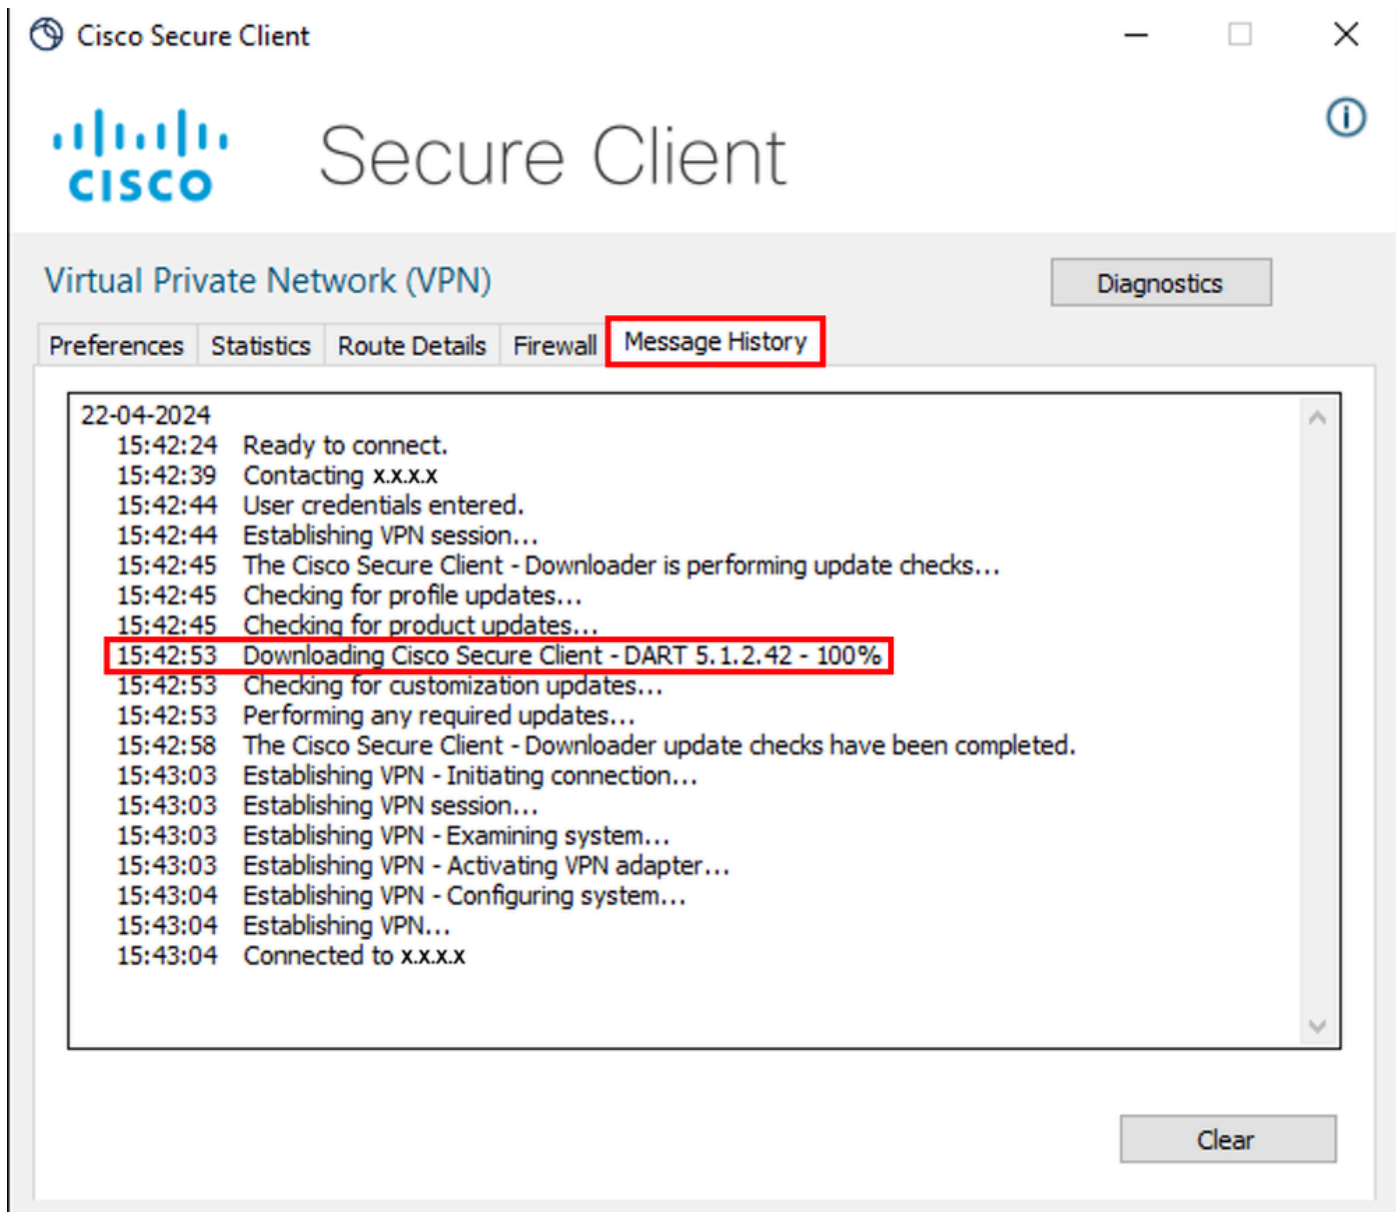 Cisco Secure Client
CISCO
Secure Client
Virtual Private Network (VPN)
Diagnostics
Preferences Statistics Route Details Firewall Message History
22-04-2024
15:42:24 Ready to connect.
15:42:39 Contacting x.x.x.x
15:42:44 User credentials entered.
15:42:44 Establishing VPN session...
15:42:45 The Cisco Secure Client - Downloader is performing update checks...
15:42:45 Checking for profile updates...
15:42:45 Checking for product updates...
15:42:53 Downloading Cisco Secure Client - DART 5.1.2.42 - 100%
15:42:53 Checking for customization updates...
15:42:53 Performing any required updates...
15:42:58 The Cisco Secure Client - Downloader update checks have been completed.
15:43:03 Establishing VPN - Initiating connection...
15:43:03 Establishing VPN session...
15:43:03 Establishing VPN - Examining system...
15:43:03 Establishing VPN - Activating VPN adapter...
15:43:04 Establishing VPN - Configuring system...
15:43:04 Establishing VPN...
15:43:04 Connected to x.x.x.x
Clear